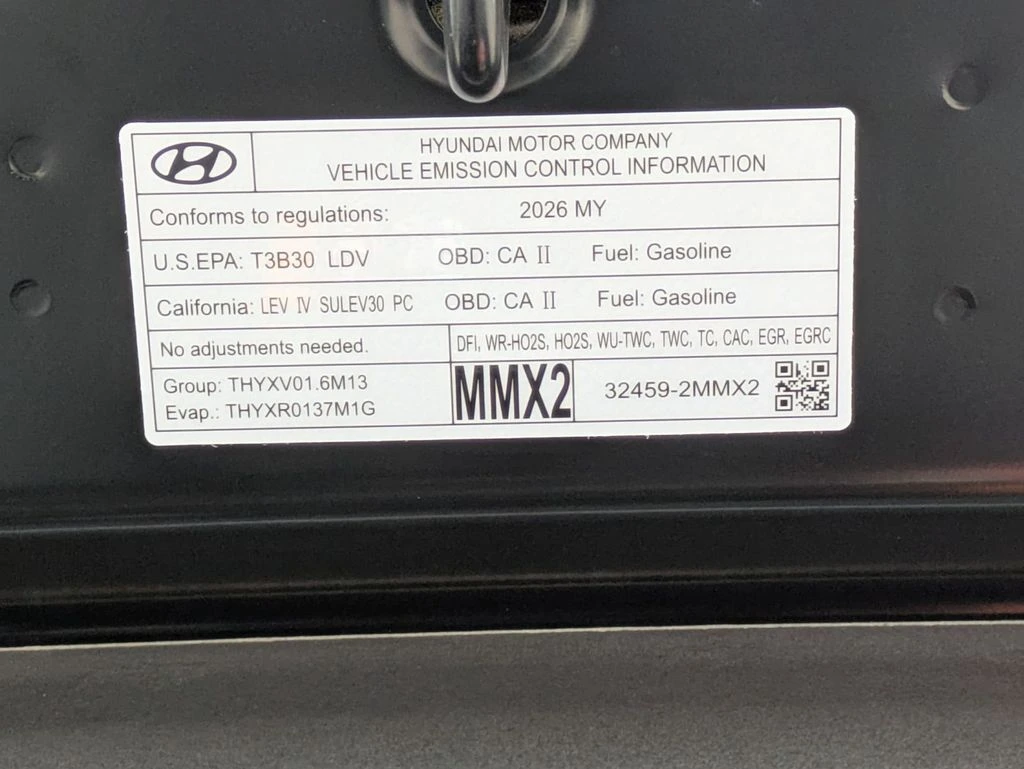 HYUNDAI MOTOR COMPANY
VEHICLE EMISSION CONTROL INFORMATION
Conforms to regulations: 2026 MY
U.S.EPA: T3B30 LDV OBD: CA II Fuel: Gasoline
California: LEV IV SULEV30 PC OBD: CA II Fuel: Gasoline
No adjustments needed. DFI, WR-HO2S, HO2S, WU-TWC, TWC, TC, CAC, EGR, EGRC
Group: THYXV01.6M13
Evap.: THYXR0137M1G
MMX2
32459-2MMX2